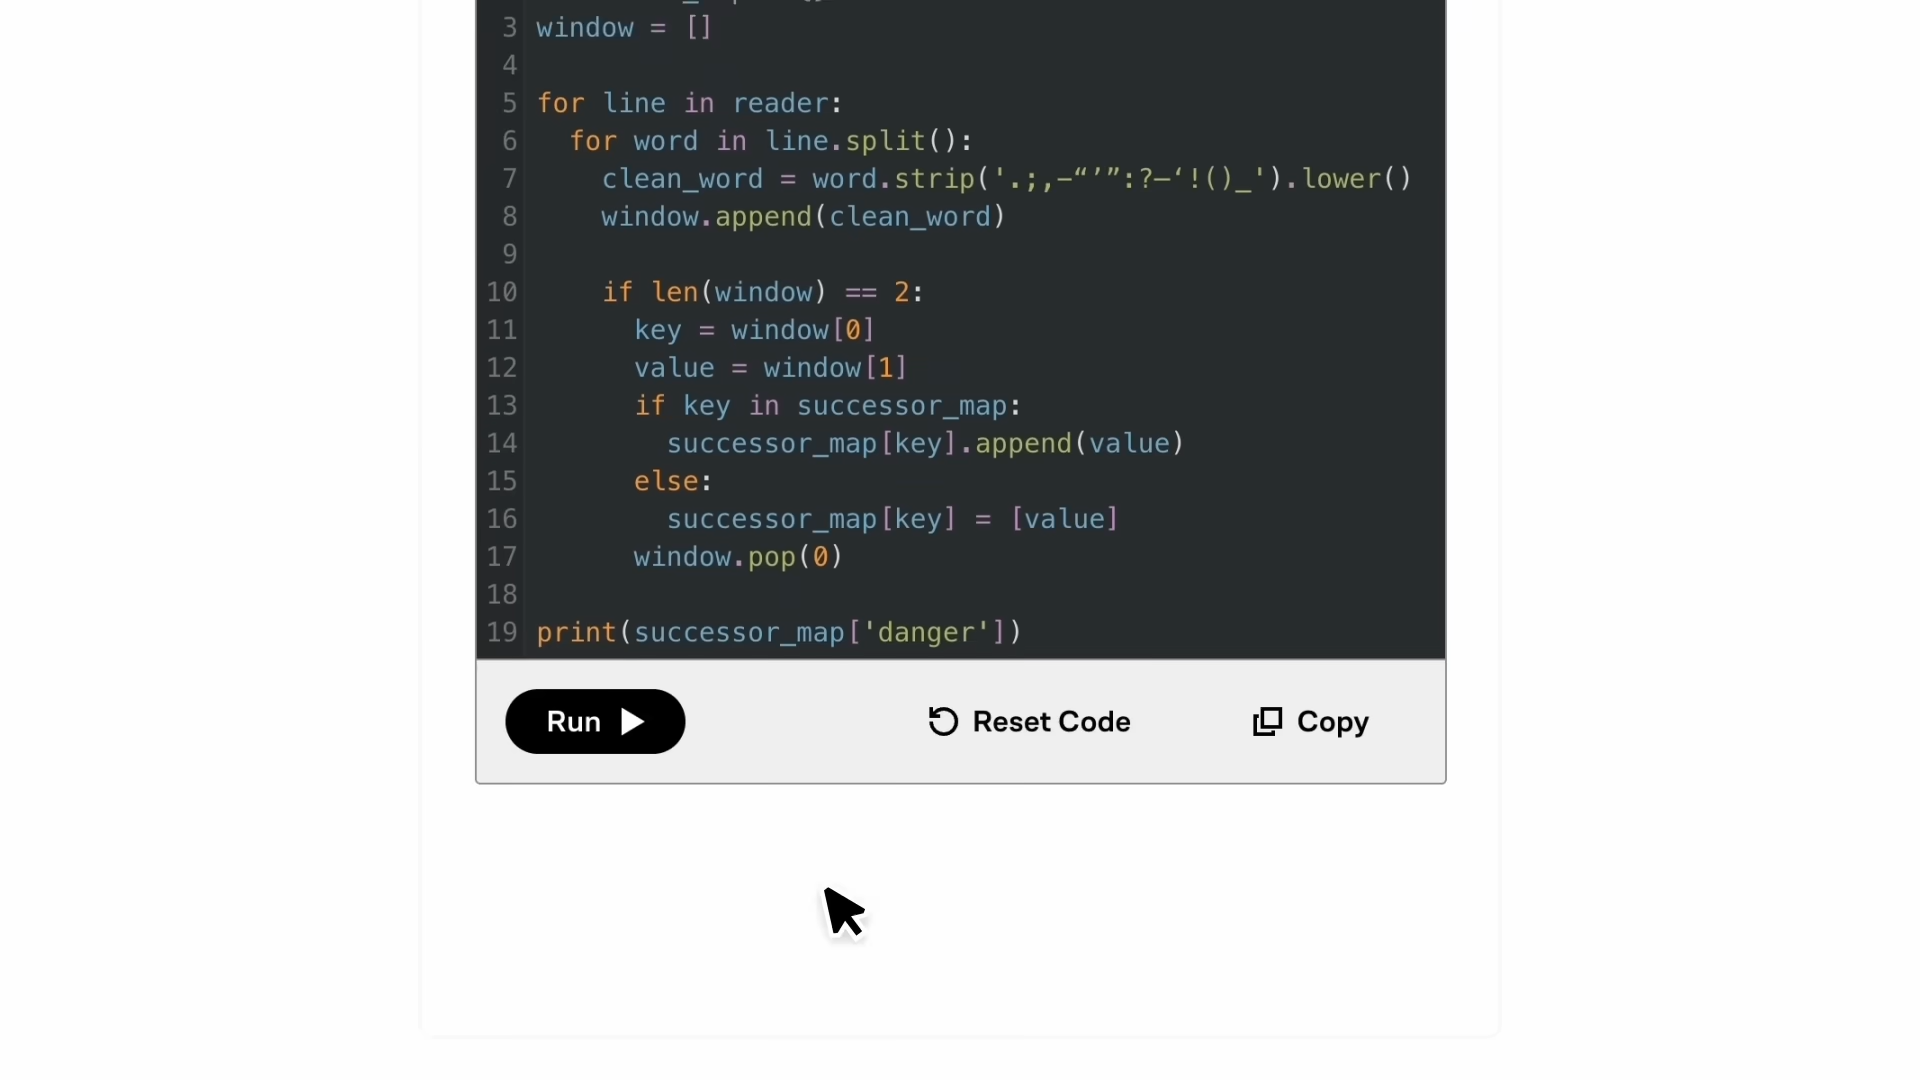 3 window = []
4
5 for line in reader:
6 for word in line.split():
7 clean_word = word.strip('.;,—“’”:?—‘!()_').lower()
8 window.append(clean_word)
9
10 if len(window) == 2:
11 key = window[0]
12 value = window[1]
13 if key in successor_map:
14 successor_map[key].append(value)
15 else:
16 successor_map[key] = [value]
17 window.pop(0)
18
19 print(successor_map['danger'])
Run Reset Code Copy